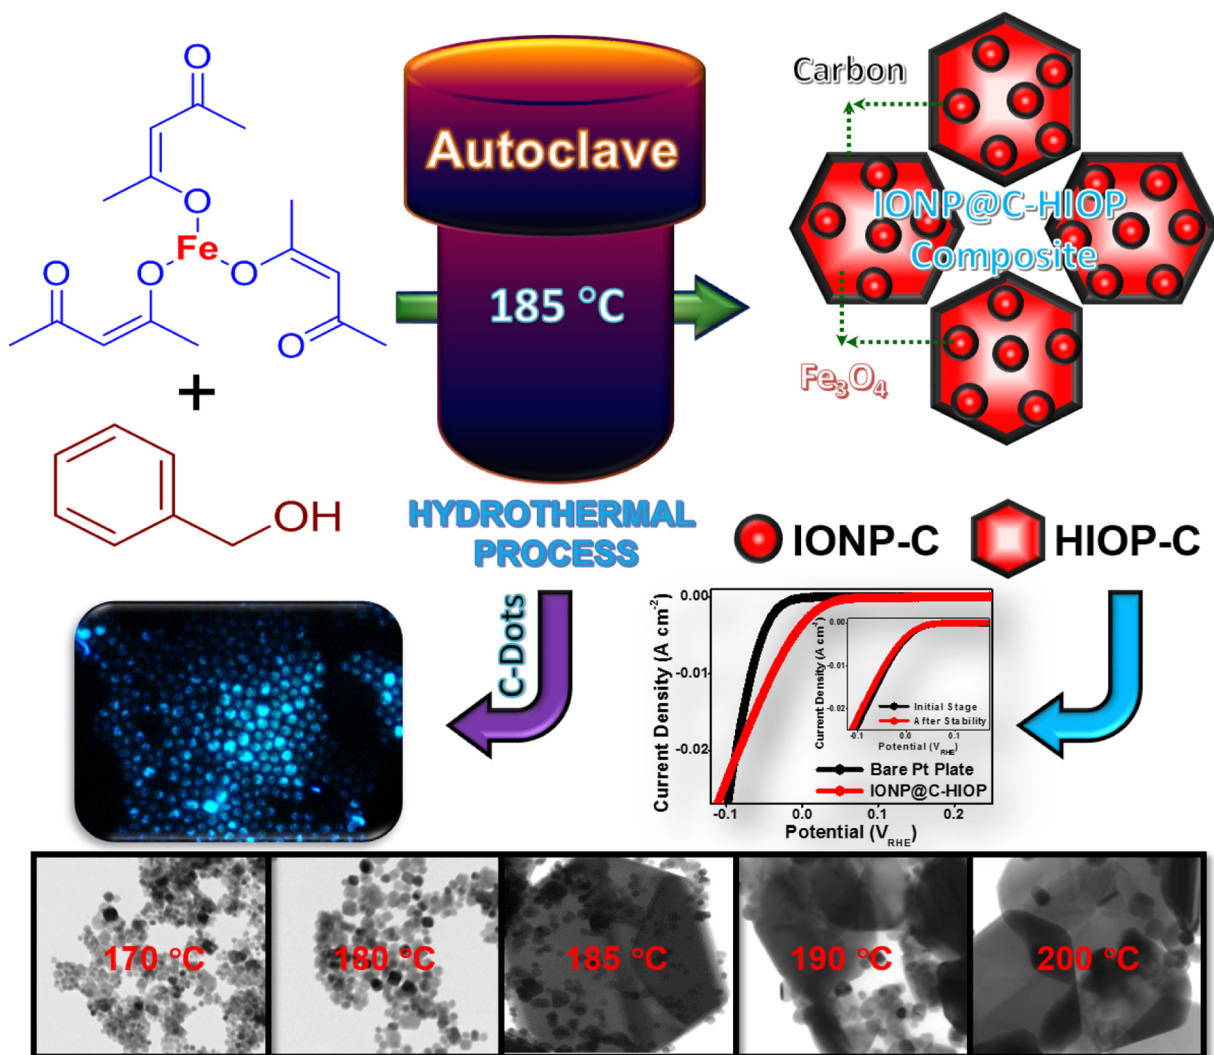 O
O
Fe
O
O
O
O
+
OH
Autoclave
185 °C
HYDROTHERMAL
PROCESS
Carbon
IONP@C-HIOP
Composite
Fe₃O₄
IONP-C
HIOP-C
C-Dots
Current Density (A cm⁻²)
0.00
-0.01
-0.02
-0.1
0.0
0.1
0.2
Potential (V_RHE)
Bare Pt Plate
IONP@C-HIOP
Current Density (A cm⁻²)
0.00
-0.01
-0.02
-0.1
0.0
0.1
Potential (V_RHE)
Initial Stage
After Stability
170 °C
180 °C
185 °C
190 °C
200 °C